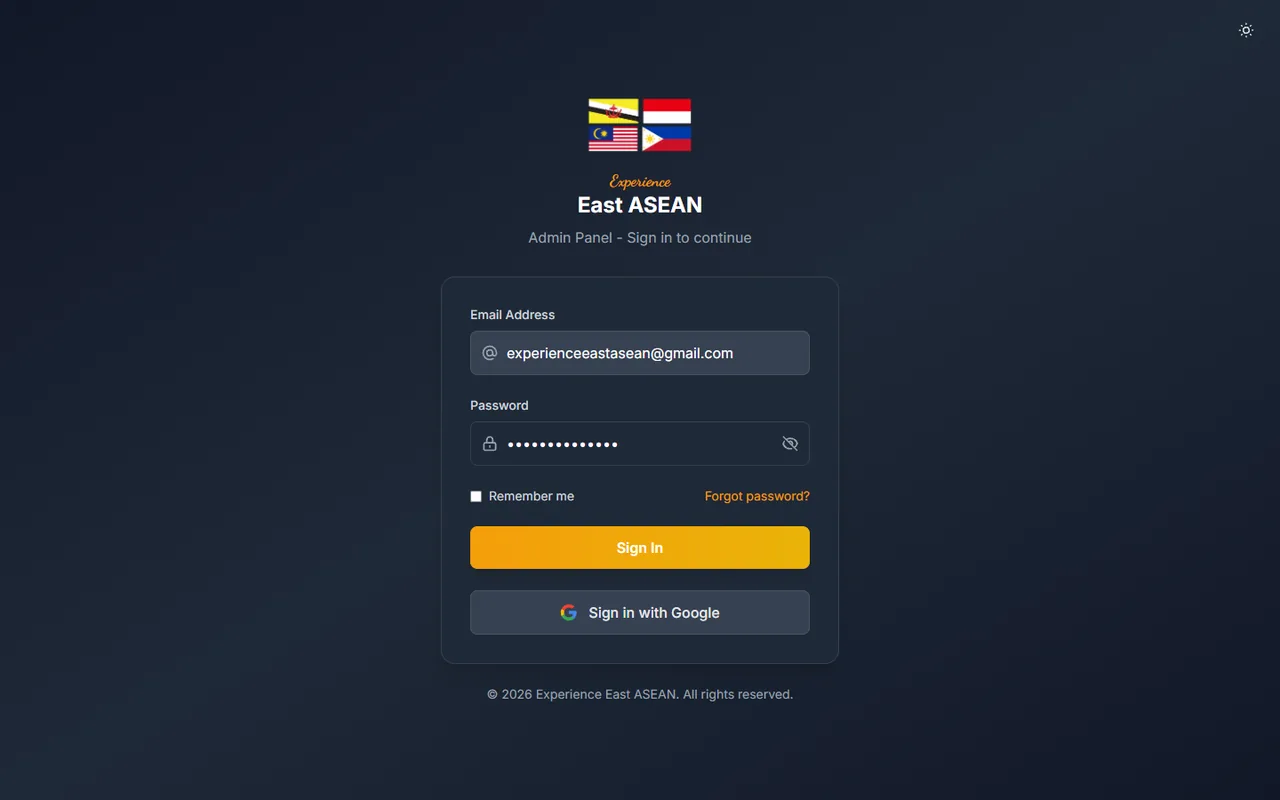 Experience
East ASEAN
Admin Panel - Sign in to continue
Email Address
@ experienceeastasean@gmail.com
Password
••••••••••••••
Remember me
Forgot password?
Sign In
Sign in with Google
© 2026 Experience East ASEAN. All rights reserved.